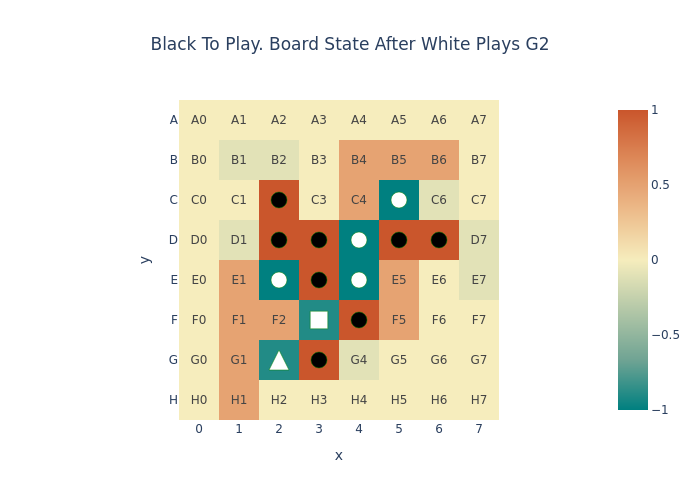 Black To Play. Board State After White Plays G2
A A0 A1 A2 A3 A4 A5 A6 A7
B B0 B1 B2 B3 B4 B5 B6 B7
C C0 C1 C3 C4 C6 C7
D D0 D1 D7
E E0 E1 E5 E6 E7
F F0 F1 F2 F5 F6 F7
G G0 G1 G4 G5 G6 G7
H H0 H1 H2 H3 H4 H5 H6 H7
0 1 2 3 4 5 6 7
x
y
1
0.5
0
−0.5
−1